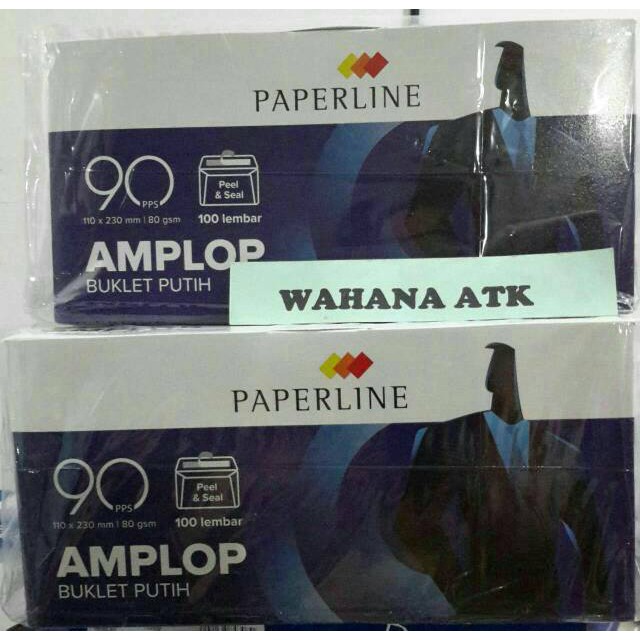 PAPERLINE
90 PPS
Peel
& Seal
110 x 230 mm | 80 gsm
100 lembar
AMPLOP
BUKLET PUTIH
WAHANA ATK
PAPERLINE
90 PPS
Peel
& Seal
110 x 230 mm | 80 gsm
100 lembar
AMPLOP
BUKLET PUTIH